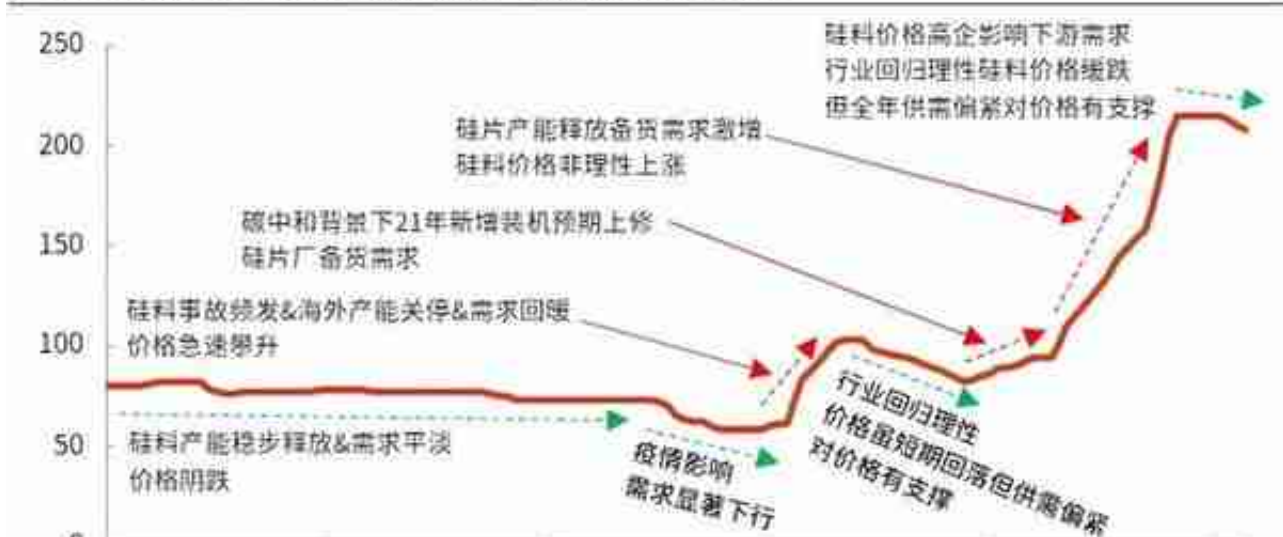 250
200
150
100
50
硅料价格高企影响下游需求
行业回归理性硅料价格缓跌
但全年供需偏紧对价格有支撑
硅片产能释放备货需求激增
硅料价格非理性上涨
碳中和背景下21年新增装机预期上修
硅片厂备货需求
硅料事故频发&海外产能关停&需求回暖
价格急速攀升
硅料产能稳步释放&需求平淡
价格阴跌
疫情影响
需求显著下行
行业回归理性
价格虽短期回落但供需偏紧
对价格有支撑